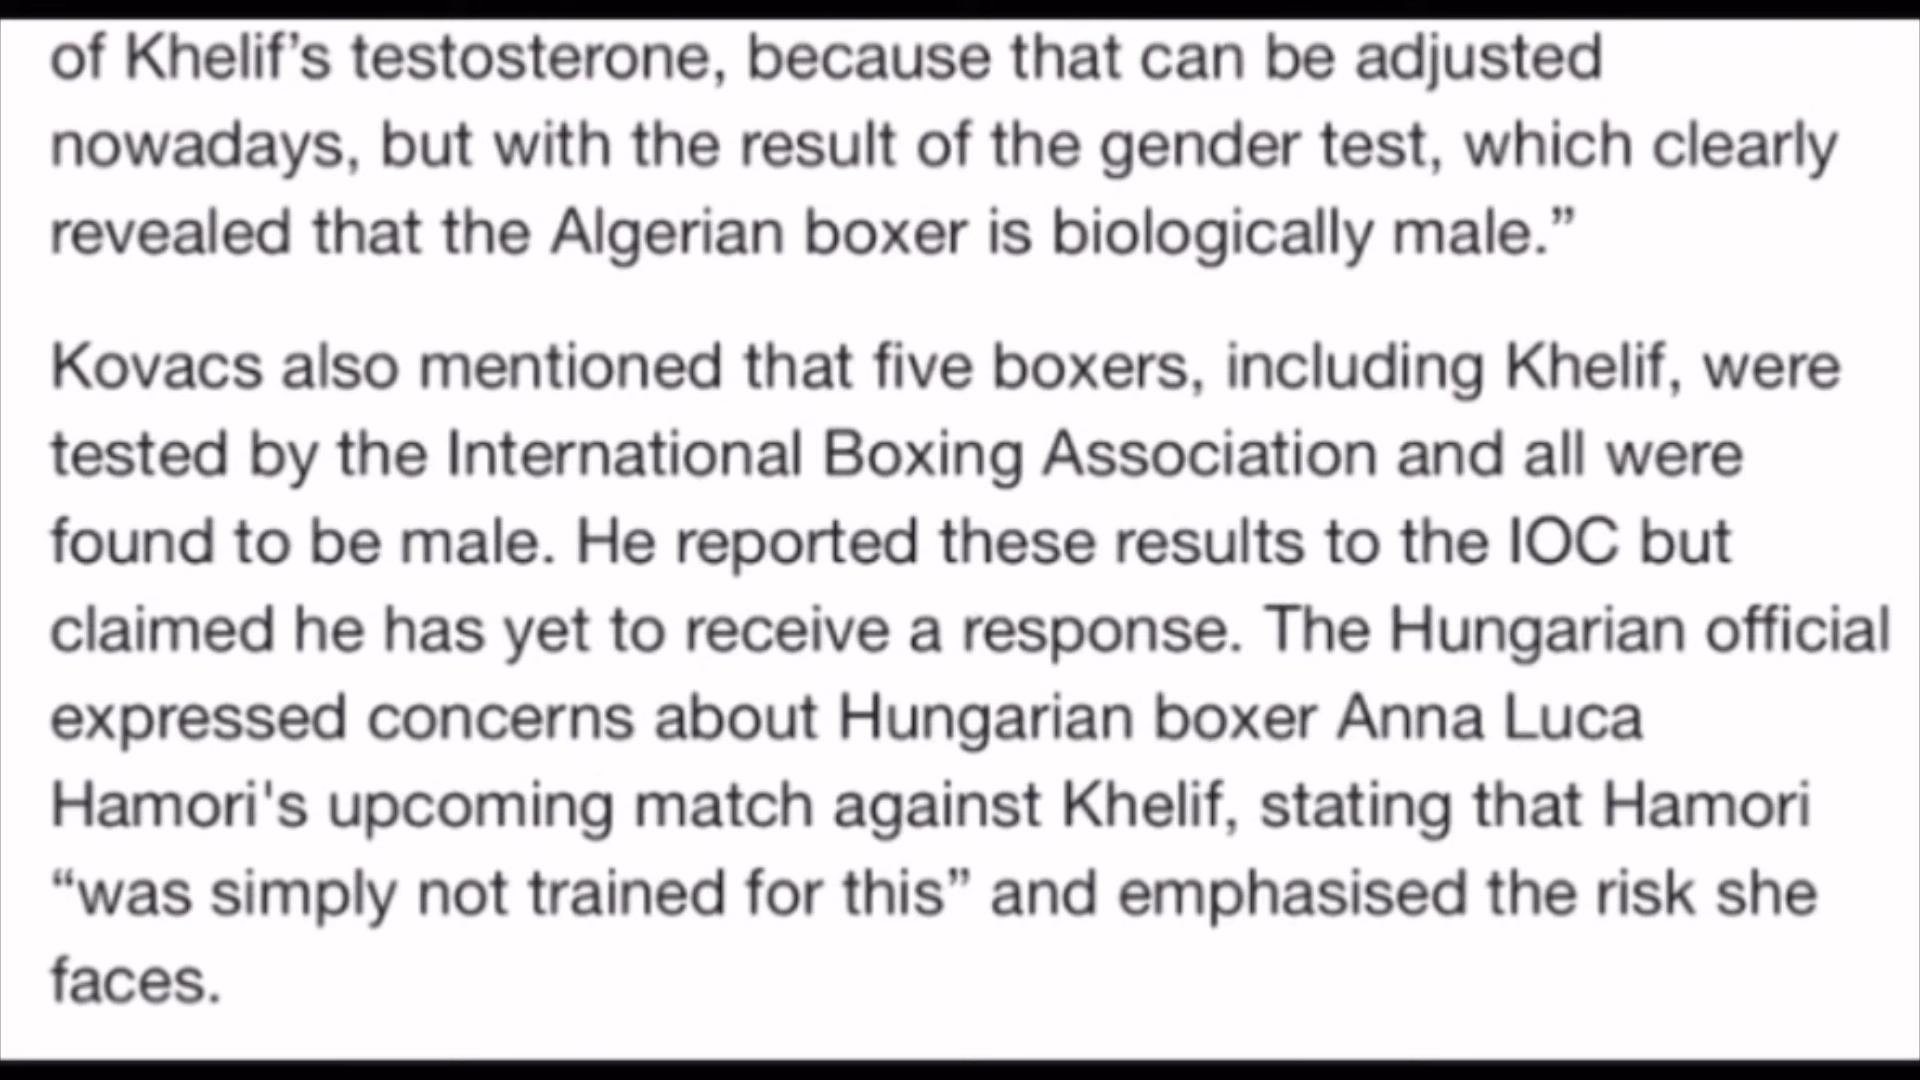 of Khelif’s testosterone, because that can be adjusted
nowadays, but with the result of the gender test, which clearly
revealed that the Algerian boxer is biologically male.”
Kovacs also mentioned that five boxers, including Khelif, were
tested by the International Boxing Association and all were
found to be male. He reported these results to the IOC but
claimed he has yet to receive a response. The Hungarian official
expressed concerns about Hungarian boxer Anna Luca
Hamori's upcoming match against Khelif, stating that Hamori
“was simply not trained for this” and emphasised the risk she
faces.